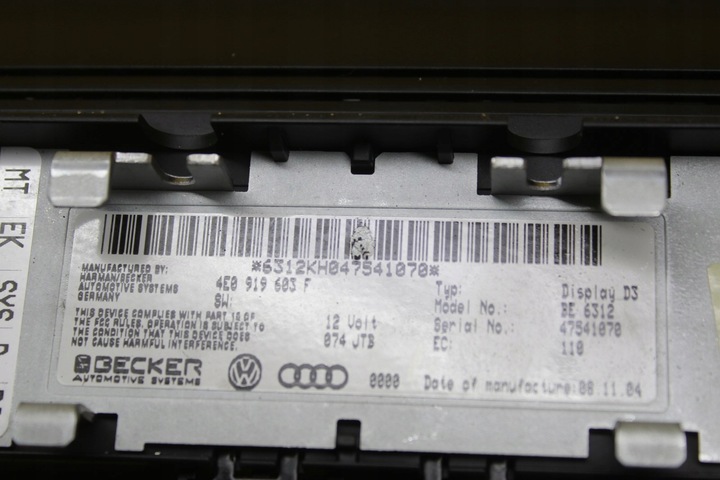 *6312KH047541070*
MANUFACTURED BY:
HARMAN/BECKER
AUTOMOTIVE SYSTEMS
GERMANY
4E0 919 603 F
SW:
THIS DEVICE COMPLIES WITH PART 15 OF
THE FCC RULES. OPERATION IS SUBJECT TO
THE CONDITION THAT THIS DEVICE DOES
NOT CAUSE HARMFUL INTERFERENCE.
12 Volt
074 JTB
Typ: Display D3
Model No.: BE 6312
Serial No.: 47541070
EC: 110
BECKER
AUTOMOTIVE SYSTEMS
0000
Date of manufacture: 08.11.04
MT
EK
SYS